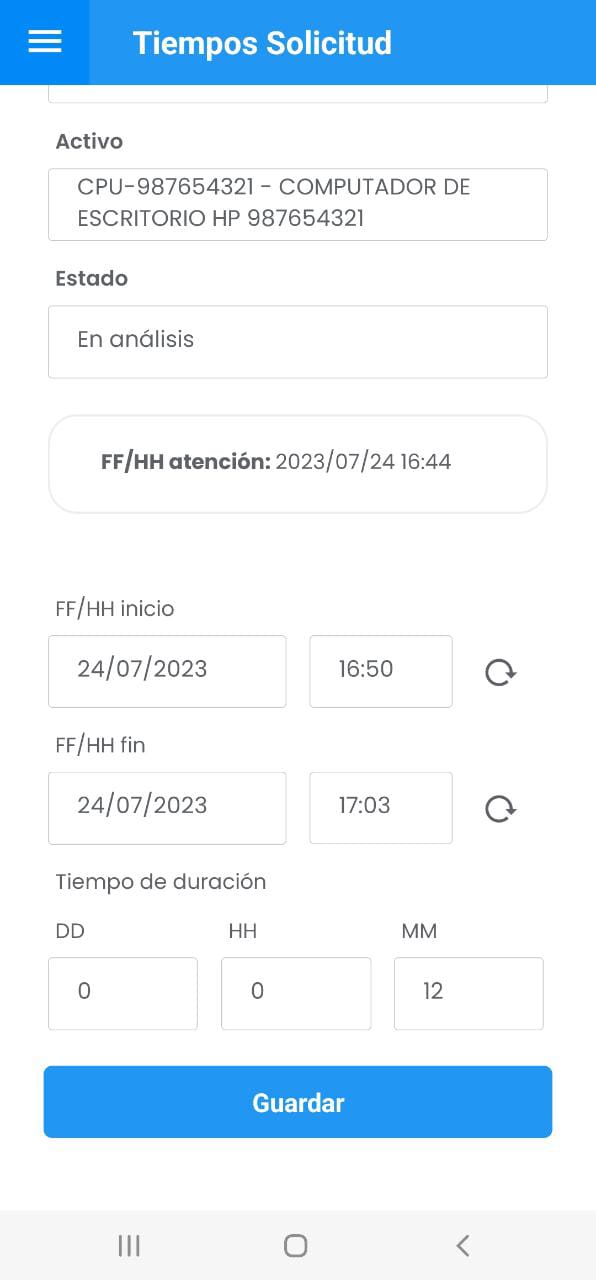 Tiempos Solicitud
Activo
CPU-987654321 - COMPUTADOR DE
ESCRITORIO HP 987654321
Estado
En análisis
FF/HH atención: 2023/07/24 16:44
FF/HH inicio
24/07/2023 16:50
FF/HH fin
24/07/2023 17:03
Tiempo de duración
DD HH MM
0 0 12
Guardar